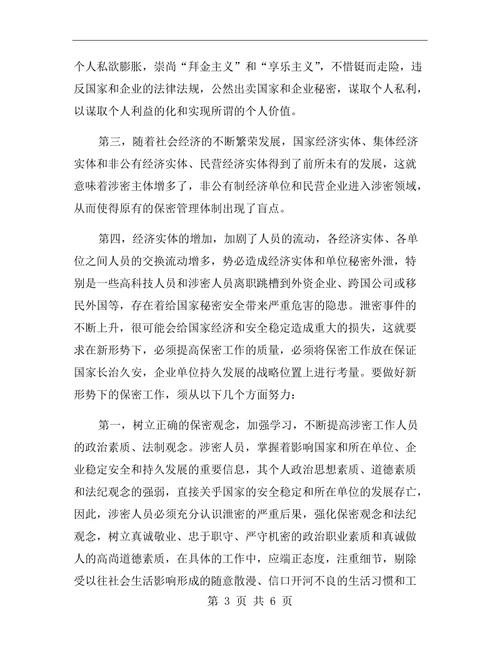 个人私欲膨胀，崇尚“拜金主义”和“享乐主义”，不惜铤而走险，违
反国家和企业的法律法规，公然出卖国家和企业秘密，谋取个人私利，
以谋取个人利益的化和实现所谓的个人价值。
第三，随着社会经济的不断繁荣发展，国家经济实体、集体经济
实体和非公有经济实体、民营经济实体得到了前所未有的发展，这就
意味着涉密主体增多了，非公有制经济单位和民营企业进入涉密领域，
从而使得原有的保密管理体制出现了盲点。
第四，经济实体的增加，加剧了人员的流动，各经济实体、各单
位之间人员的交换流动增多，势必造成经济实体和单位秘密外泄，特
别是一些高科技人员和涉密人员离职跳槽到外资企业、跨国公司或移
民外国等，存在着给国家秘密安全带来严重危害的隐患。泄密事件的
不断上升，很可能会给国家经济和安全稳定造成重大的损失，这就要
求在新形势下，必须提高保密工作的质量，必须将保密工作放在保证
国家长治久安，企业单位持久发展的战略位置上进行考量。要做好新
形势下的保密工作，须从以下几个方面努力：
第一，树立正确的保密观念，加强学习，不断提高涉密工作人员
的政治素质、法制观念。涉密人员，掌握着影响国家和所在单位、企
业稳定安全和持久发展的重要信息，其个人政治思想素质、道德素质
和法纪观念的强弱，直接关乎国家的安全稳定和所在单位的发展存亡，
因此，涉密人员必须充分认识泄密的严重后果，强化保密观念和法纪
观念，树立真诚敬业、忠于职守、严守机密的政治职业素质和真诚做
人的高尚道德素质，在具体的工作中，应端正态度，注重细节，剔除
受以往社会生活影响形成的随意散漫、信口开河不良的生活习惯和工
第 3 页 共 6 页